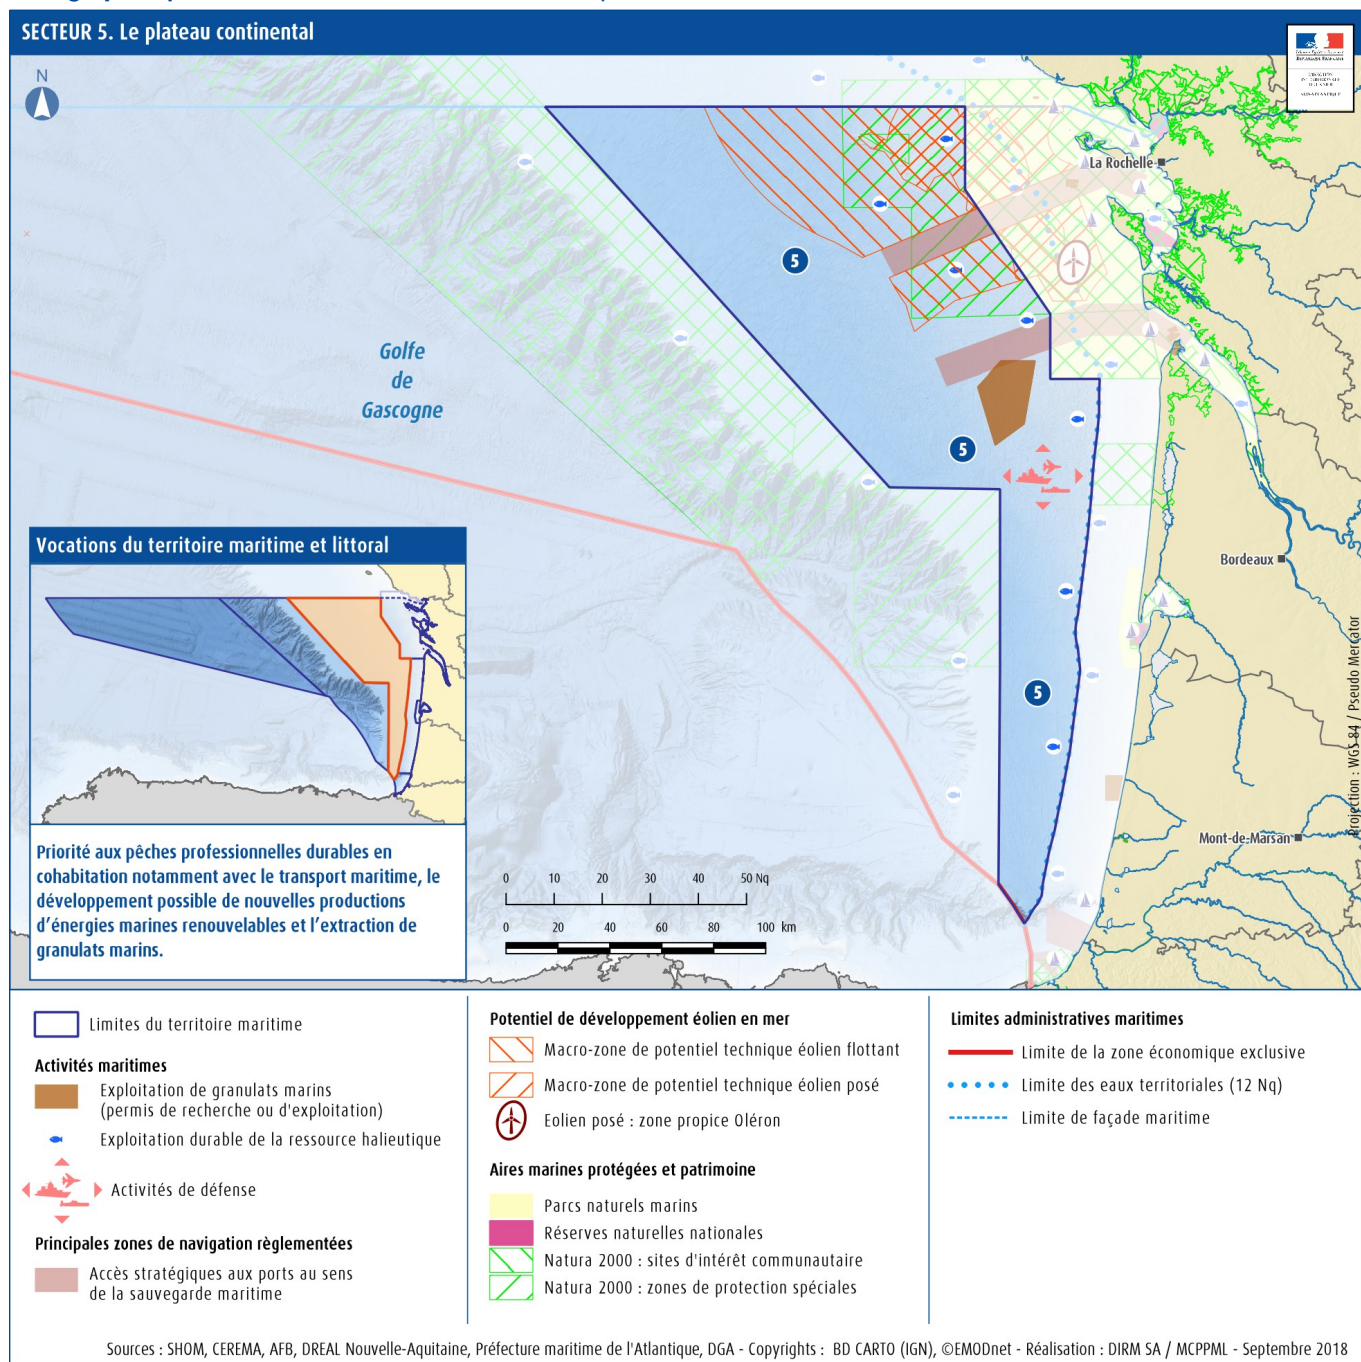 SECTEUR 5. Le plateau continental
N
La Rochelle
5
Golfe
de
Gascogne
5
Bordeaux
5
Mont-de-Marsan
Projection : WGS 84 / Pseudo Mercator
Vocations du territoire maritime et littoral
Priorité aux pêches professionnelles durables en
cohabitation notamment avec le transport maritime, le
développement possible de nouvelles productions
d'énergies marines renouvelables et l'extraction de
granulats marins.
0 10 20 30 40 50 Nq
0 20 40 60 80 100 km
Limites du territoire maritime
Activités maritimes
Exploitation de granulats marins
(permis de recherche ou d'exploitation)
Exploitation durable de la ressource halieutique
Activités de défense
Principales zones de navigation règlementées
Accès stratégiques aux ports au sens
de la sauvegarde maritime
Potentiel de développement éolien en mer
Macro-zone de potentiel technique éolien flottant
Macro-zone de potentiel technique éolien posé
Eolien posé : zone propice Oléron
Aires marines protégées et patrimoine
Parcs naturels marins
Réserves naturelles nationales
Natura 2000 : sites d'intérêt communautaire
Natura 2000 : zones de protection spéciales
Limites administratives maritimes
Limite de la zone économique exclusive
Limite des eaux territoriales (12 Nq)
Limite de façade maritime
Sources : SHOM, CEREMA, AFB, DREAL Nouvelle-Aquitaine, Préfecture maritime de l'Atlantique, DGA - Copyrights : BD CARTO (IGN), ©EMODnet - Réalisation : DIRM SA / MCPPML - Septembre 2018